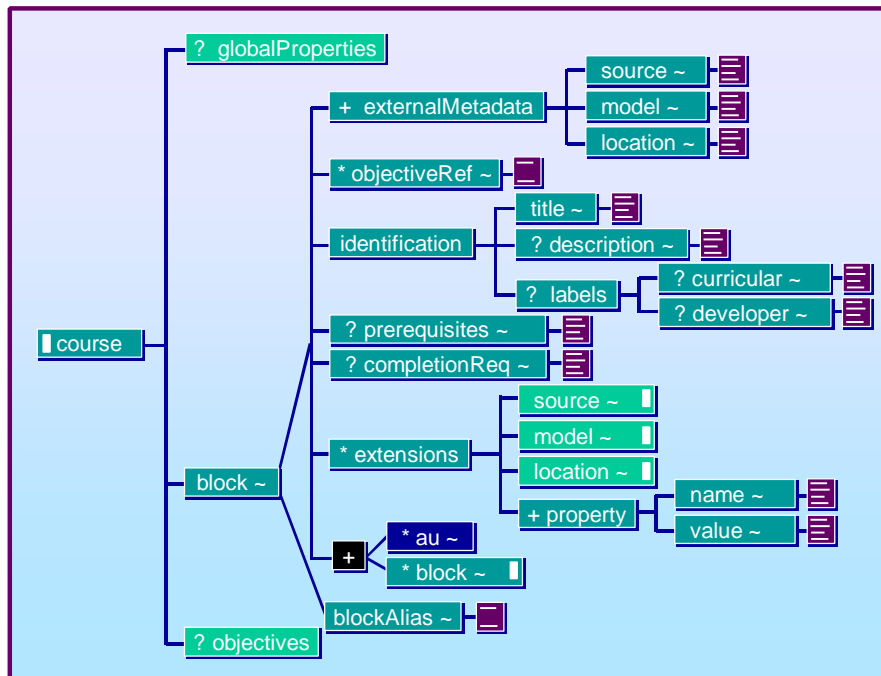 ? globalProperties
source ~
+ externalMetadata
model ~
location ~
* objectiveRef ~
title ~
identification
? description ~
? curricular ~
? labels
? developer ~
? prerequisites ~
course
? completionReq ~
source ~
model ~
* extensions
location ~
block ~
name ~
+ property
value ~
* au ~
+
* block ~
blockAlias ~
? objectives